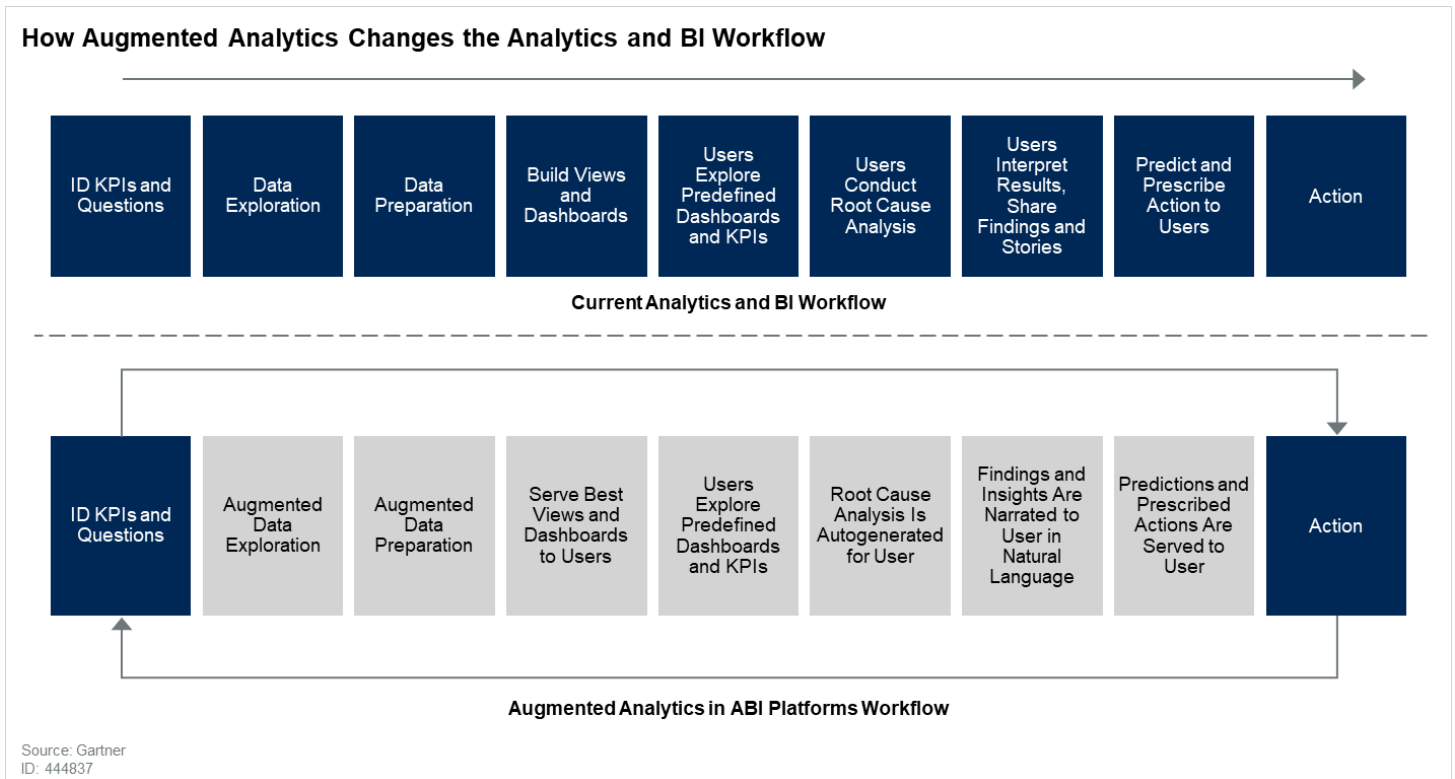 How Augmented Analytics Changes the Analytics and BI Workflow
ID KPIs and
Questions
Data
Exploration
Data
Preparation
Build Views
and
Dashboards
Users
Explore
Predefined
Dashboards
and KPIs
Users
Conduct
Root Cause
Analysis
Users
Interpret
Results,
Share
Findings and
Stories
Predict and
Prescribe
Action to
Users
Action
Current Analytics and BI Workflow
ID KPIs and
Questions
Augmented
Data
Exploration
Augmented
Data
Preparation
Serve Best
Views and
Dashboards
to Users
Users
Explore
Predefined
Dashboards
and KPIs
Root Cause
Analysis Is
Autogenerated
for User
Findings and
Insights Are
Narrated to
User in
Natural
Language
Predictions and
Prescribed
Actions Are
Served to
User
Action
Augmented Analytics in ABI Platforms Workflow
Source: Gartner
ID: 444837